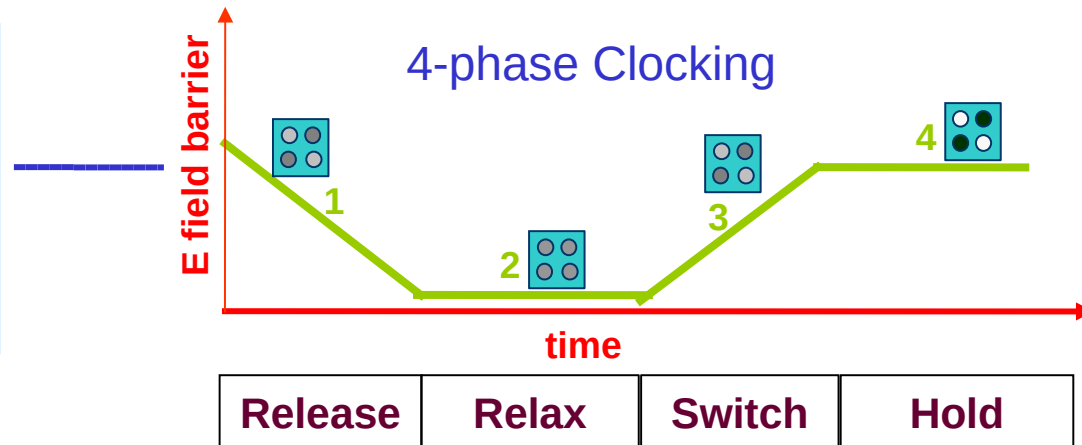 4-phase Clocking
E field barrier
1
2
3
4
time
Release
Relax
Switch
Hold